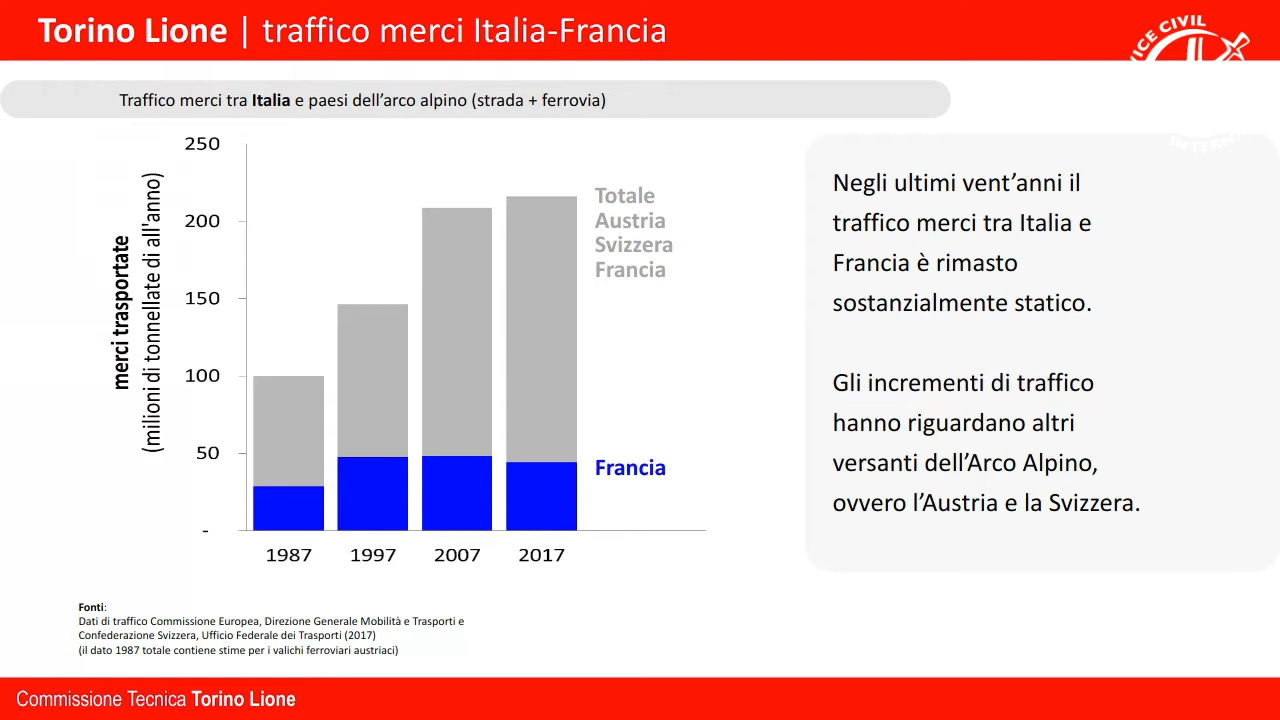 Torino Lione | traffico merci Italia-Francia
VICE CIVIL
INTERN
Traffico merci tra Italia e paesi dell’arco alpino (strada + ferrovia)
merci trasportate
(milioni di tonnellate di all'anno)
250
200
150
100
50
-
1987
1997
2007
2017
Totale
Austria
Svizzera
Francia
Francia
Negli ultimi vent’anni il
traffico merci tra Italia e
Francia è rimasto
sostanzialmente statico.
Gli incrementi di traffico
hanno riguardano altri
versanti dell’Arco Alpino,
ovvero l’Austria e la Svizzera.
Fonti:
Dati di traffico Commissione Europea, Direzione Generale Mobilità e Trasporti e
Confederazione Svizzera, Ufficio Federale dei Trasporti (2017)
(il dato 1987 totale contiene stime per i valichi ferroviari austriaci)
Commissione Tecnica Torino Lione